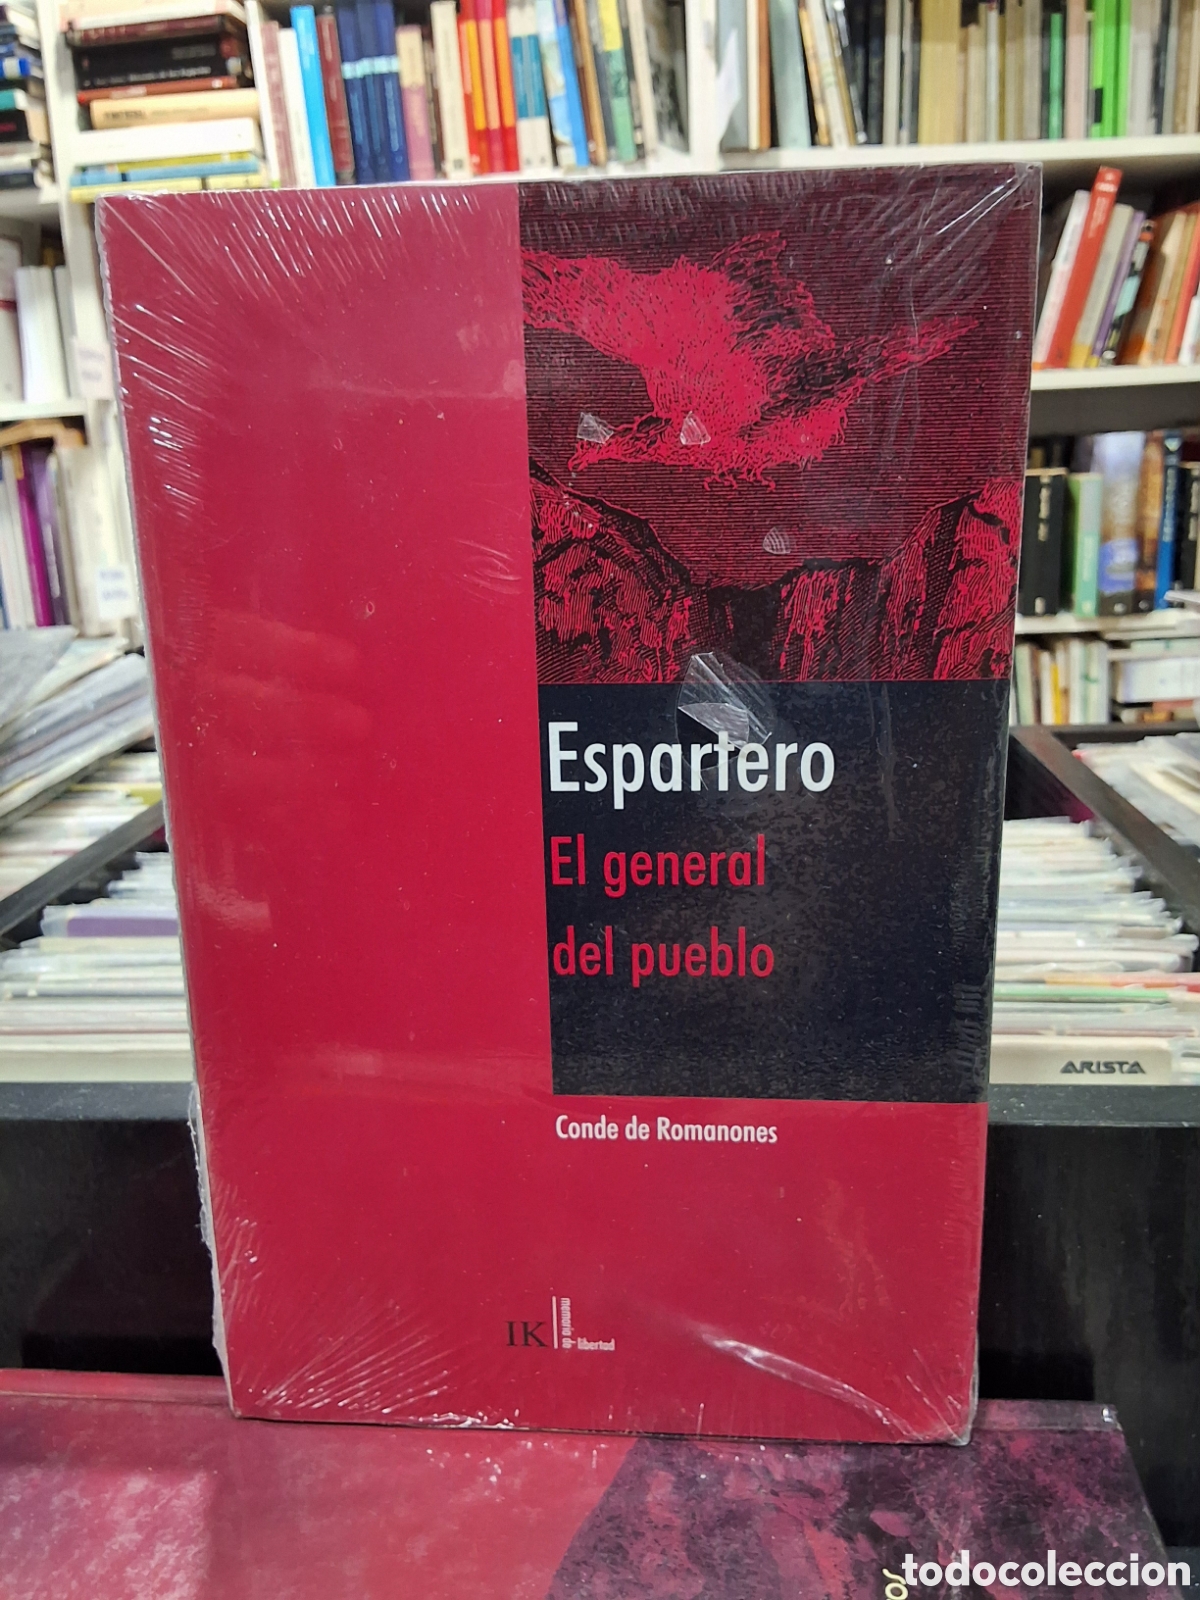 Espartero
El general
del pueblo
Conde de Romanones
IK
memoria de
libertad
ARISTA
todocoleccion